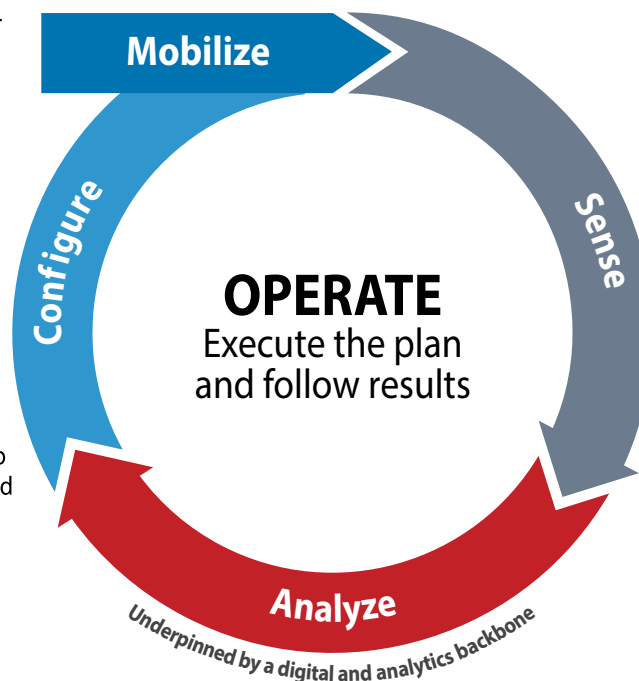 Mobilize
Sense
Configure
OPERATE
Execute the plan
and follow results
Analyze
Underpinned by a digital and analytics backbone